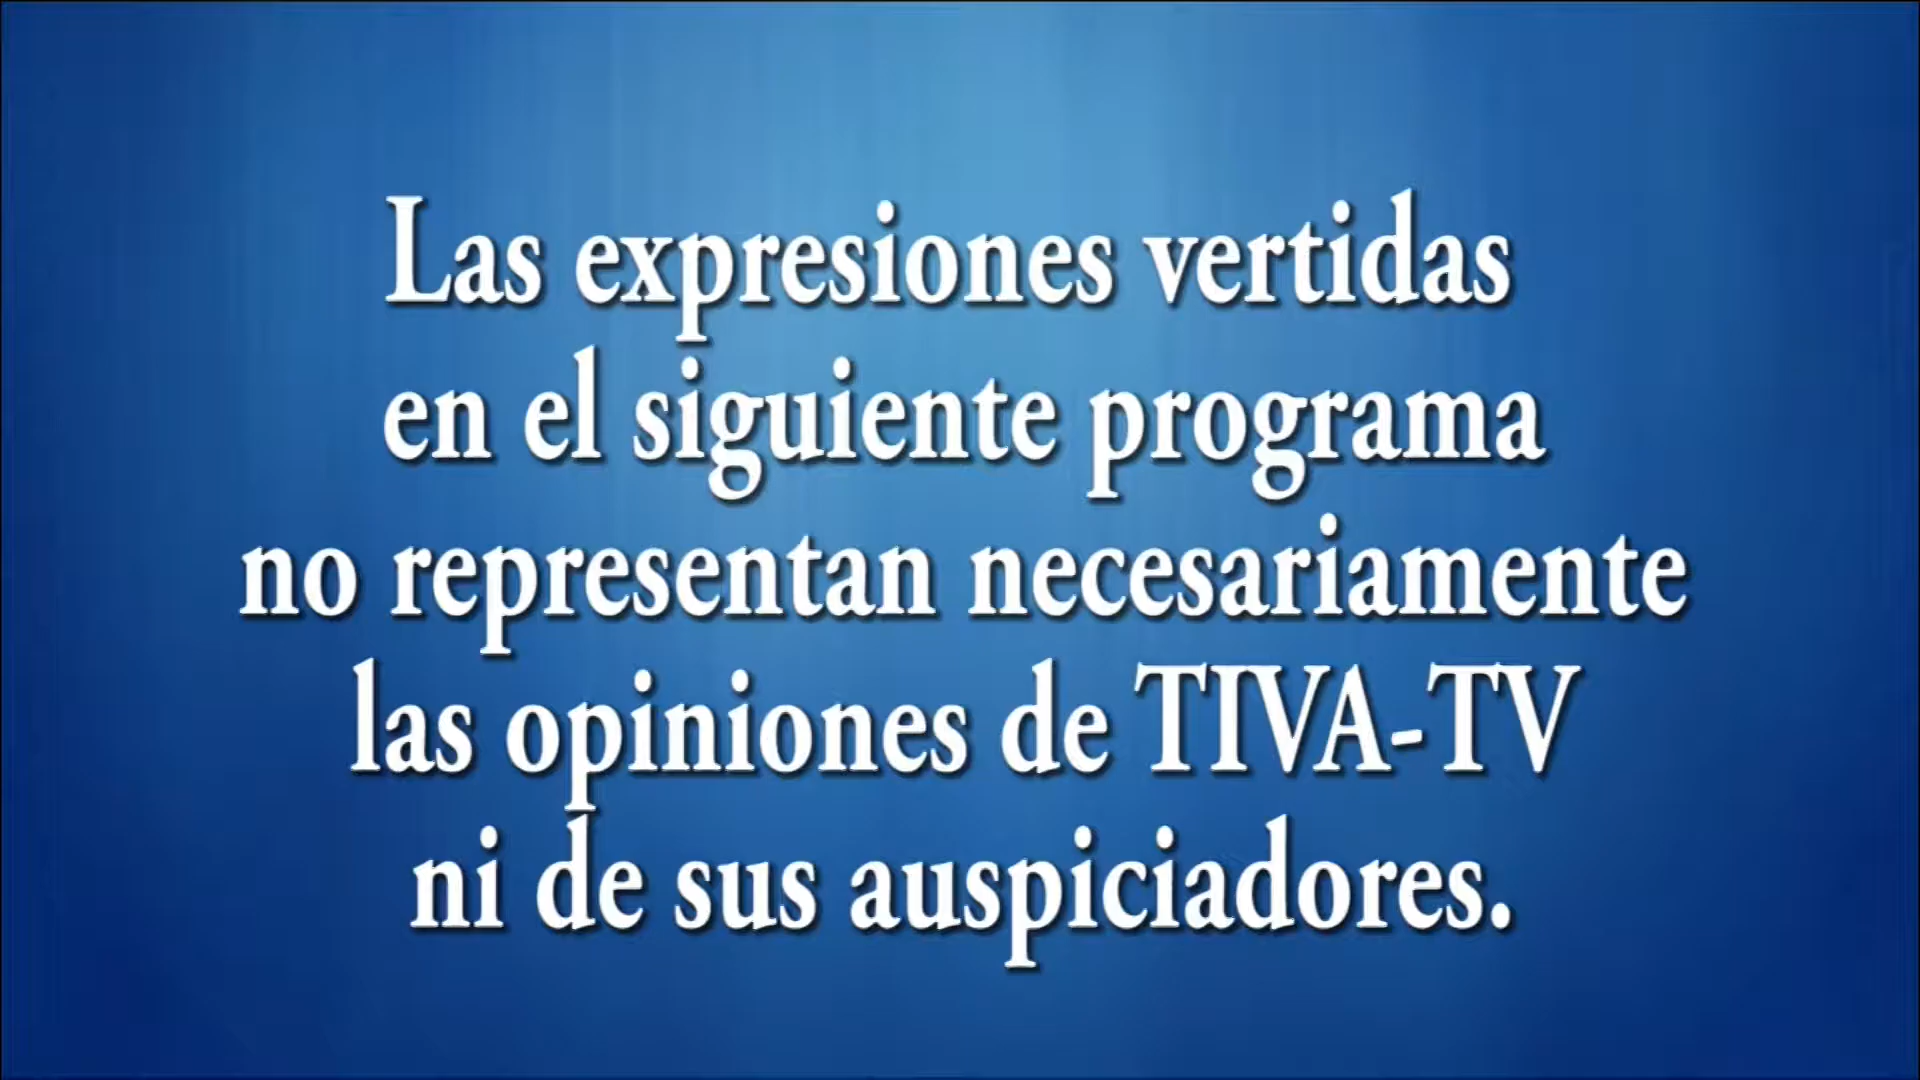 Las expresiones vertidas
en el siguiente programa
no representan necesariamente
las opiniones de TIVA-TV
ni de sus auspiciadores.